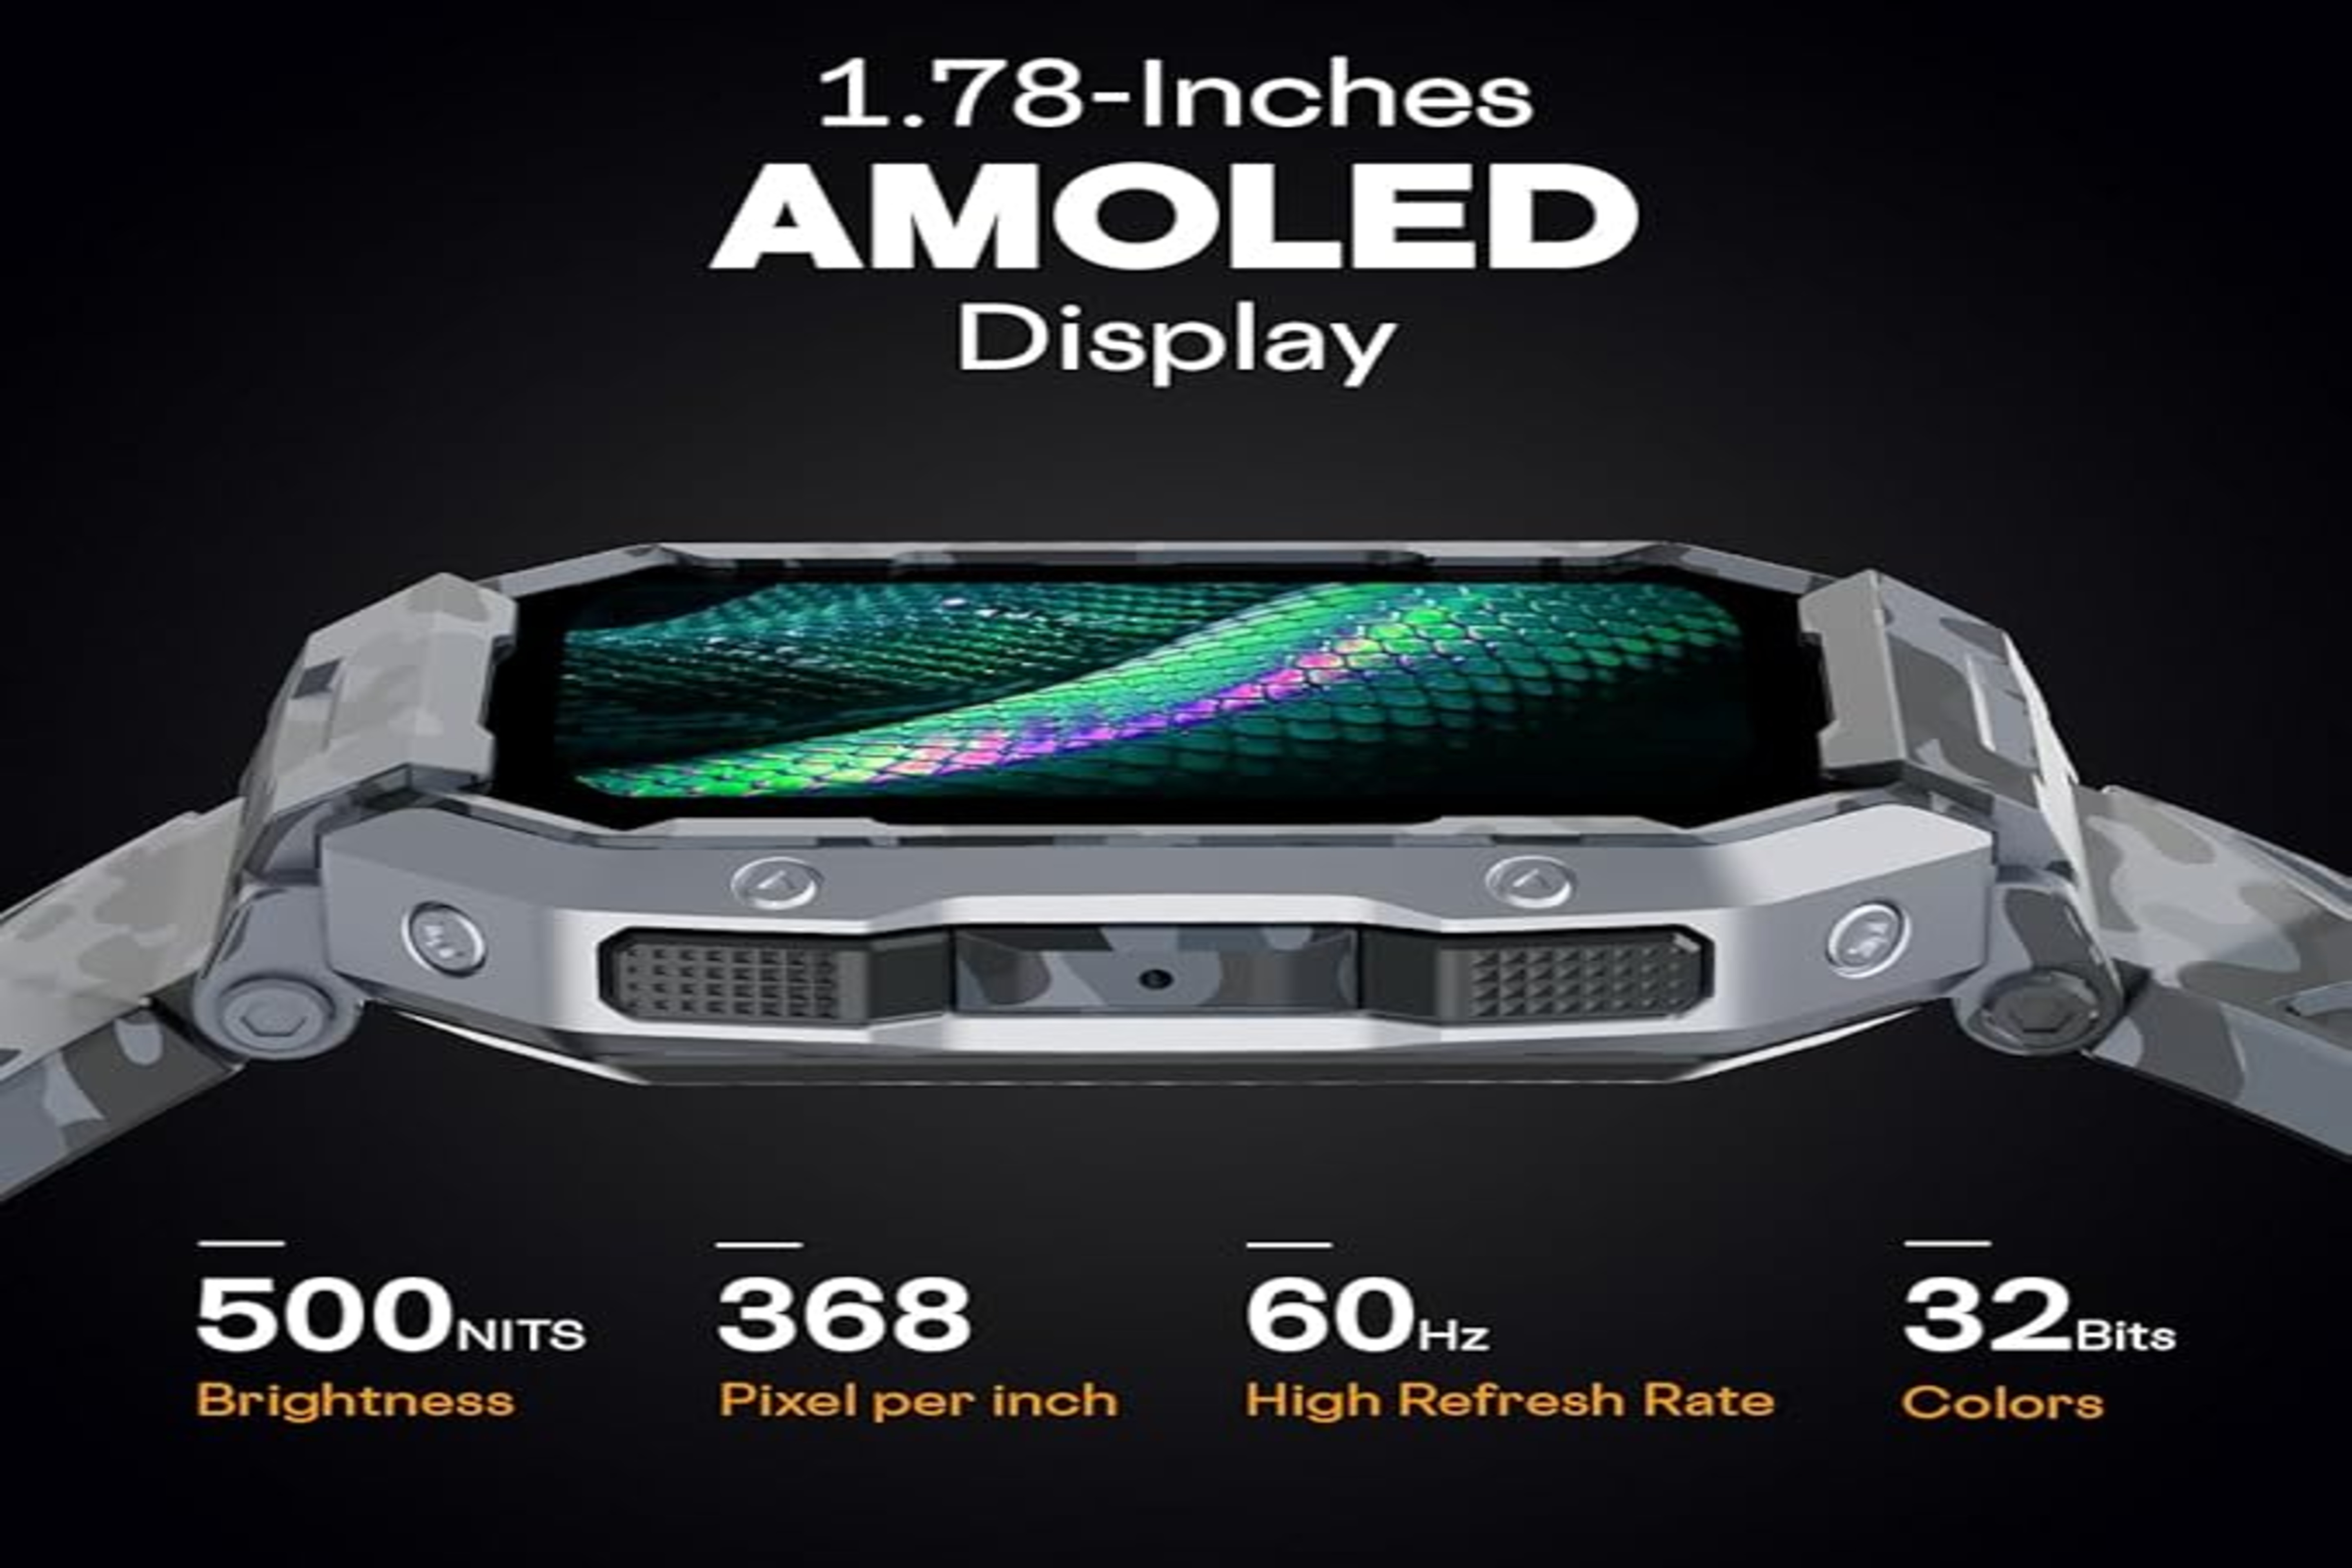 1.78-Inches
AMOLED
Display
500NITS
Brightness
368
Pixel per inch
60Hz
High Refresh Rate
32Bits
Colors